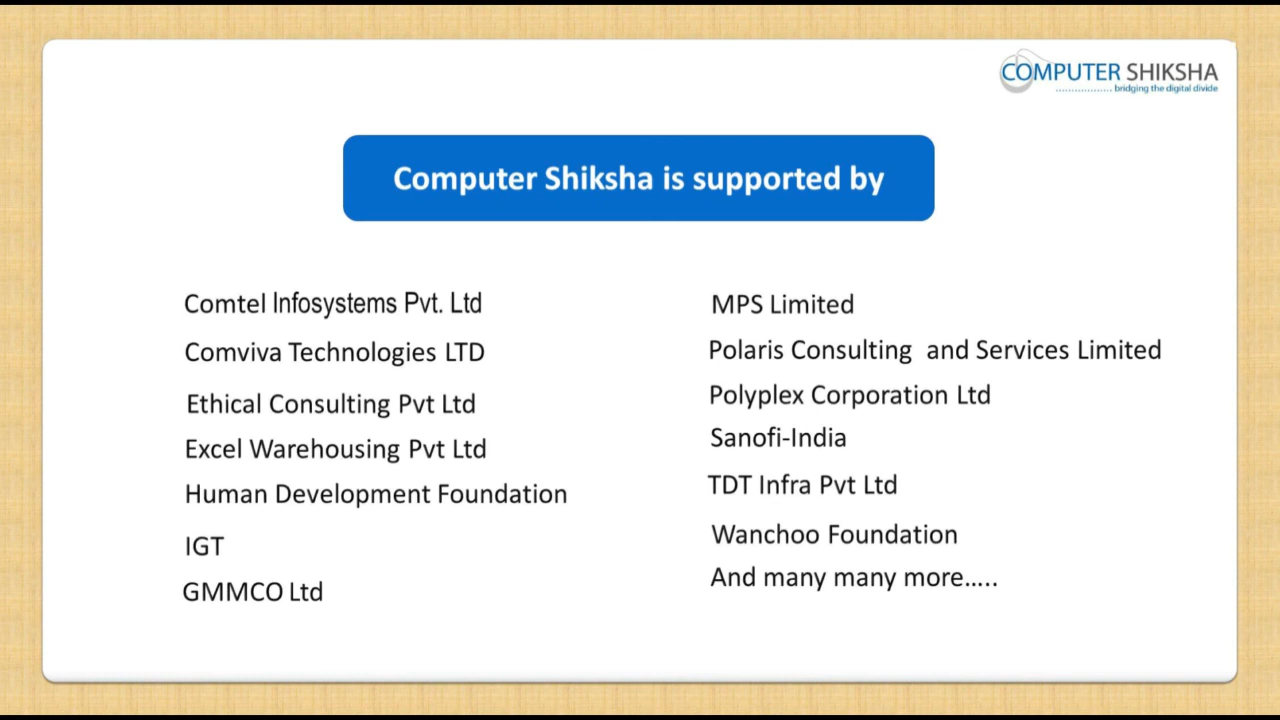 COMPUTER SHIKSHA
bridging the digital divide
Computer Shiksha is supported by
Comtel Infosystems Pvt. Ltd
Comviva Technologies LTD
Ethical Consulting Pvt Ltd
Excel Warehousing Pvt Ltd
Human Development Foundation
IGT
GMMCO Ltd
MPS Limited
Polaris Consulting  and Services Limited
Polyplex Corporation Ltd
Sanofi-India
TDT Infra Pvt Ltd
Wanchoo Foundation
And many many more.....